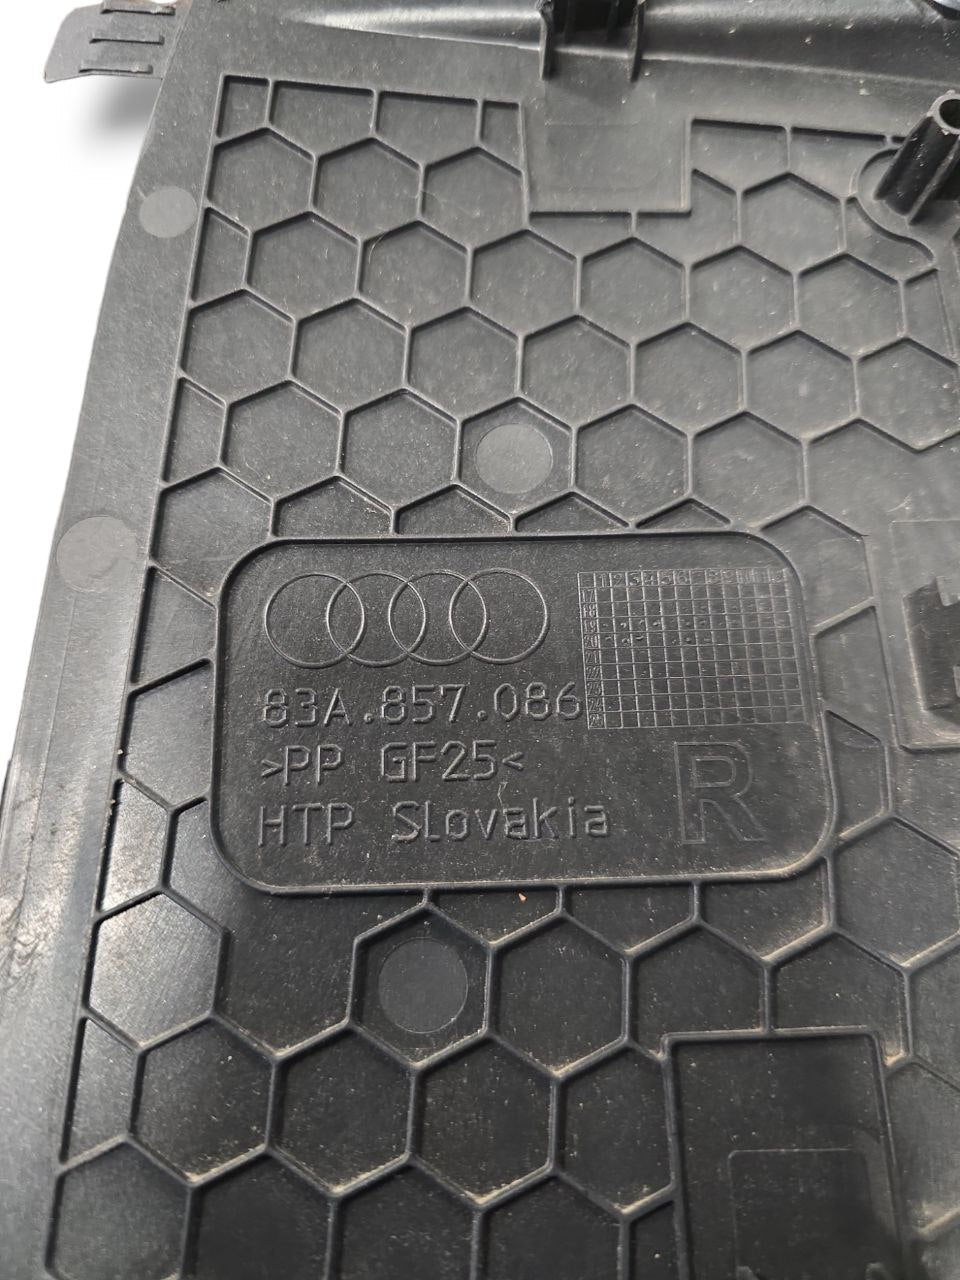 83A.857.086
>PP GF25<
HTP Slovakia
R